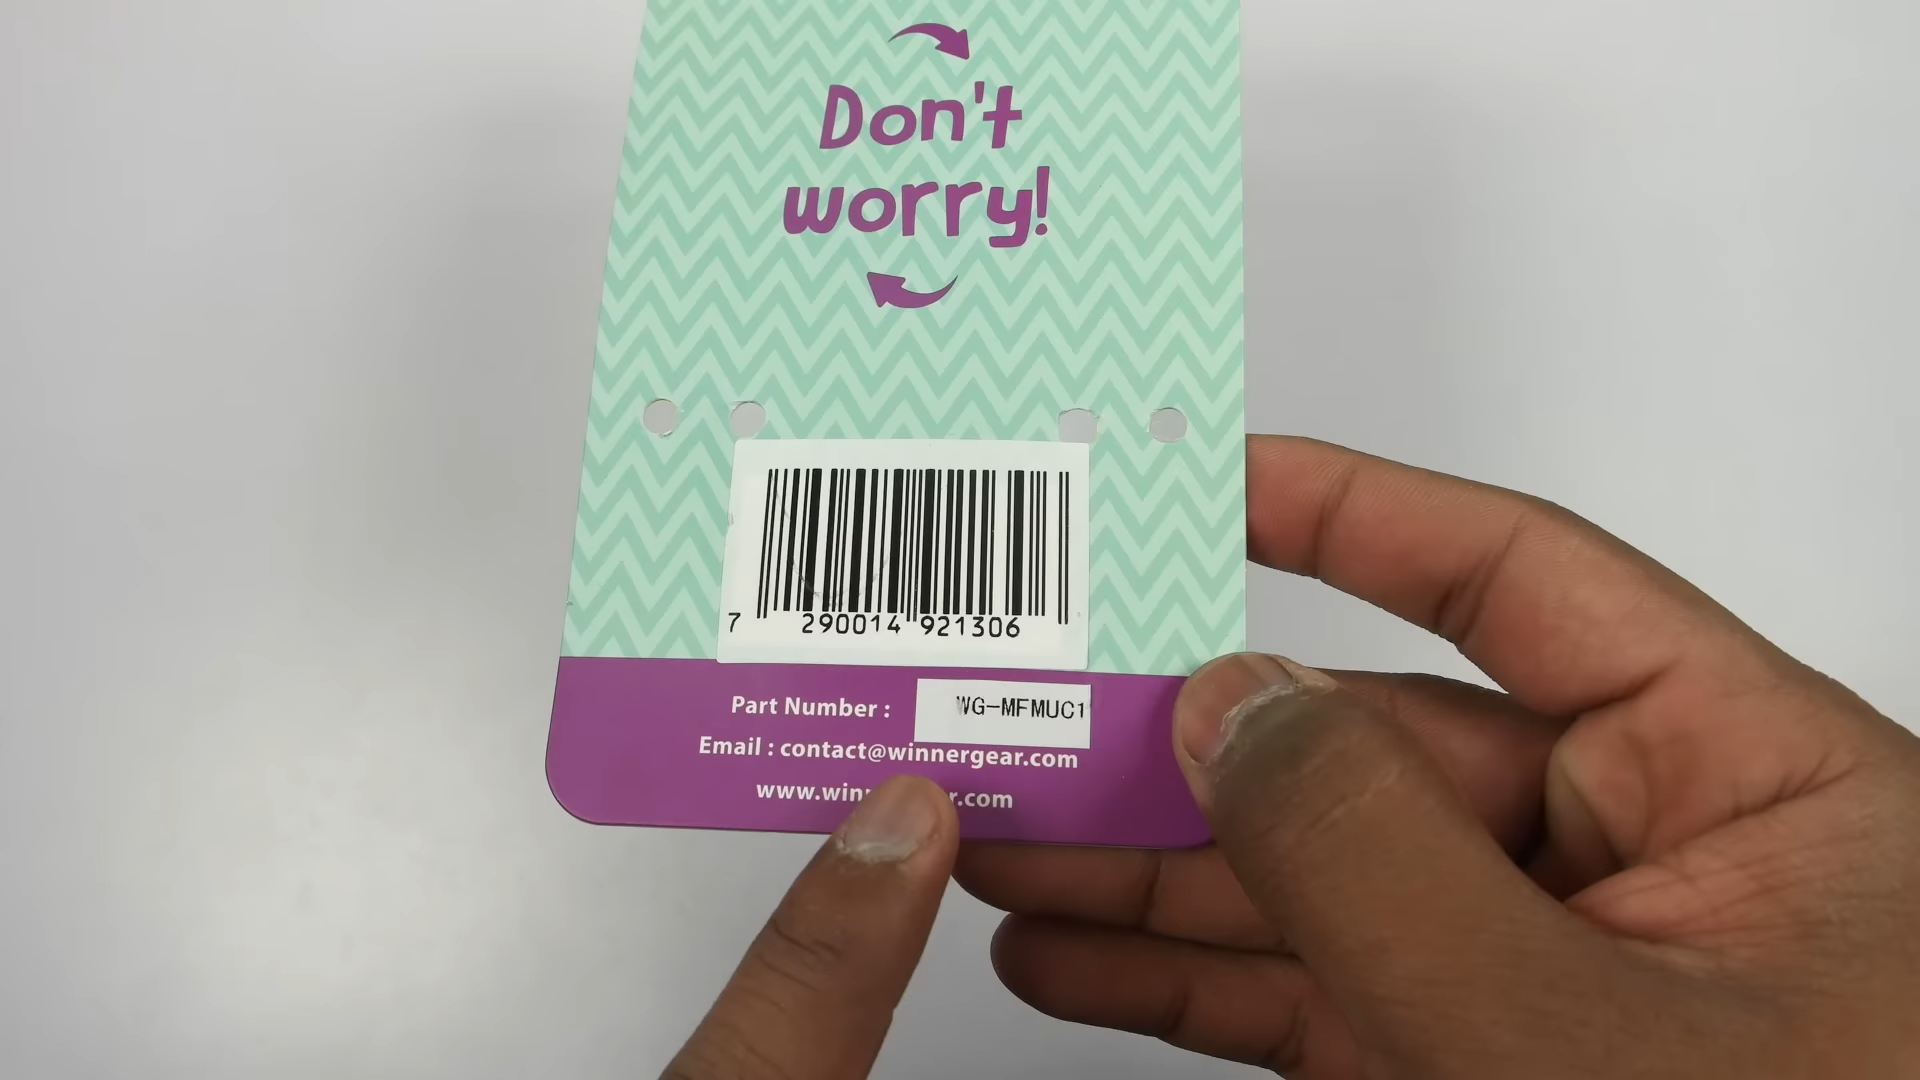 Don't
worry!
7 290014 921306
Part Number : WG-MFMUC1
Email : contact@winnergear.com